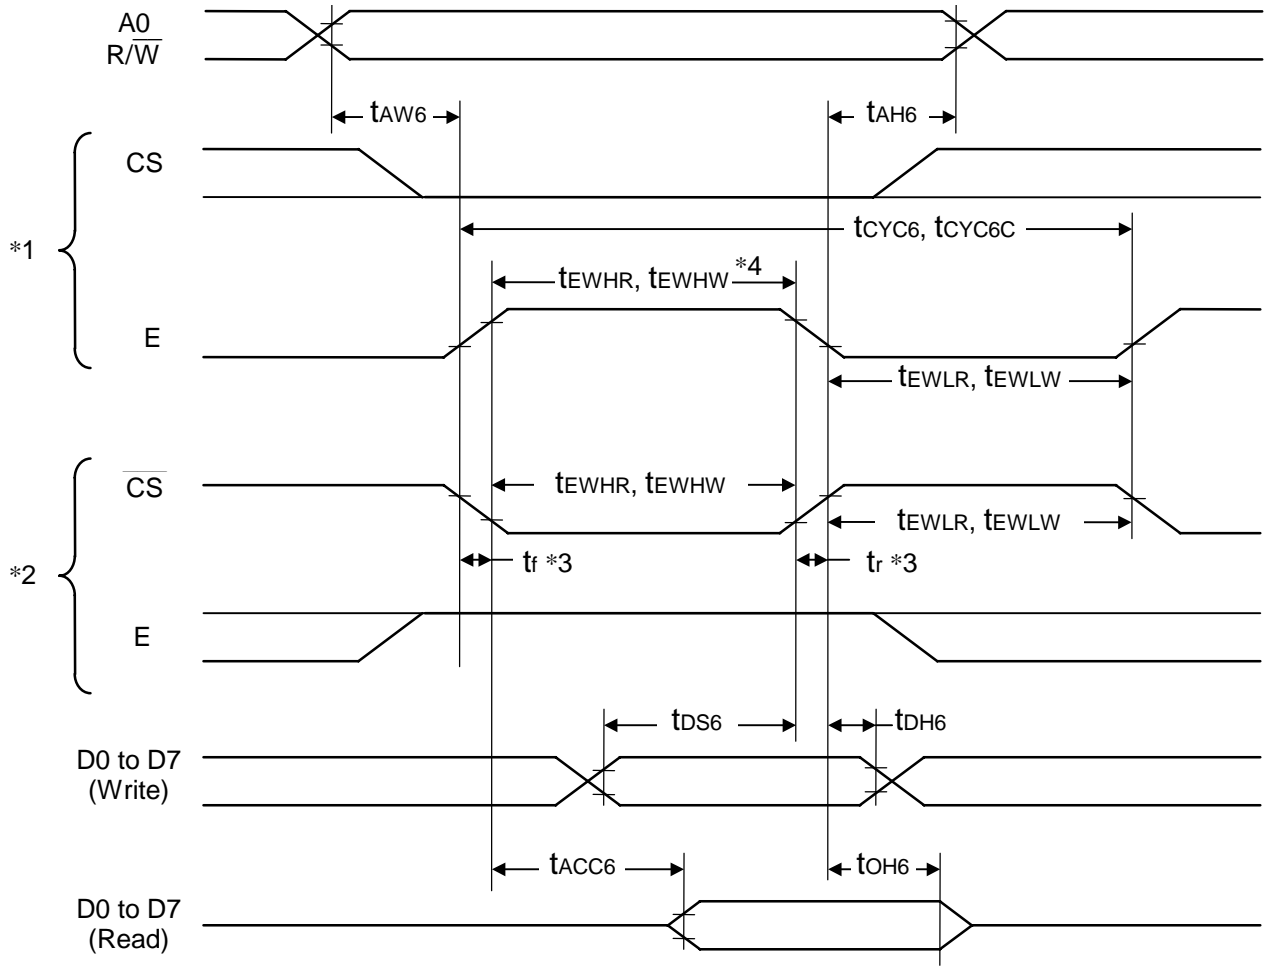 A0
R/W̅
tAW6
tAH6
CS
tCYC6, tCYC6C
*1
tEWHR, tEWHW*4
E
tEWLR, tEWLW
C̅S̅
tEWHR, tEWHW
tEWLR, tEWLW
*2
tf *3
tr *3
E
tDS6
tDH6
D0 to D7
(Write)
tACC6
tOH6
D0 to D7
(Read)